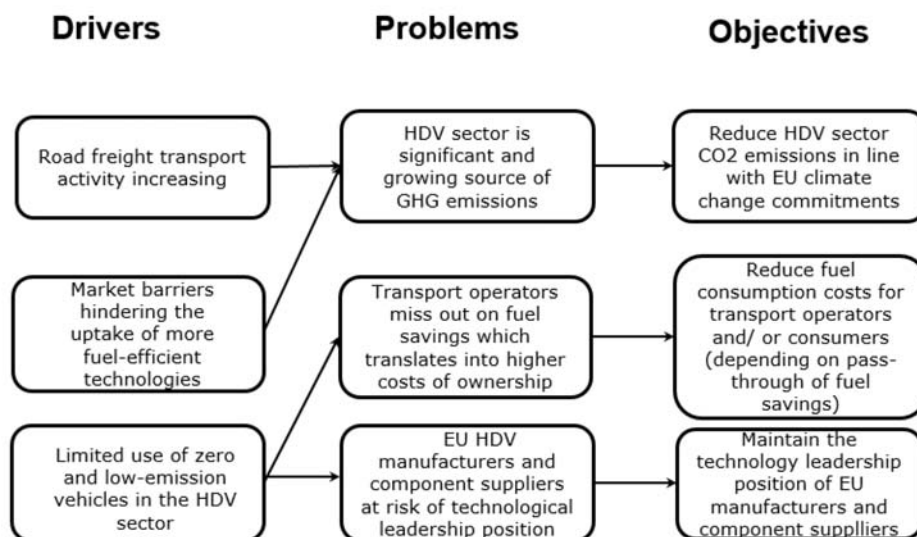 Drivers
Problems
Objectives
Road freight transport
activity increasing
HDV sector is
significant and
growing source of
GHG emissions
Reduce HDV sector
CO2 emissions in line
with EU climate
change commitments
Market barriers
hindering the
uptake of more
fuel-efficient
technologies
Transport operators
miss out on fuel
savings which
translates into higher
costs of ownership
Reduce fuel
consumption costs for
transport operators
and/ or consumers
(depending on pass-
through of fuel
savings)
Limited use of zero
and low-emission
vehicles in the HDV
sector
EU HDV
manufacturers and
component suppliers
at risk of technological
leadership position
Maintain the
technology leadership
position of EU
manufacturers and
component supplliers